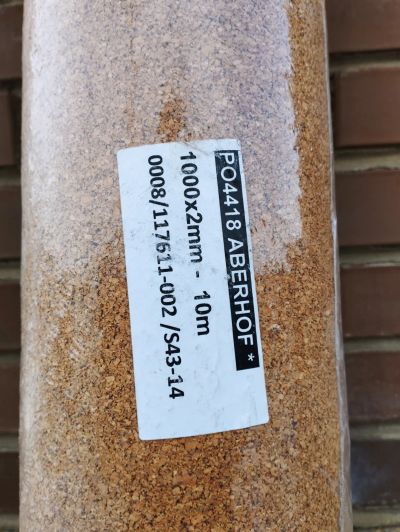 PO4418 ABERHOF *
1000x2mm - 10m
0008/117611-002 /S43-14